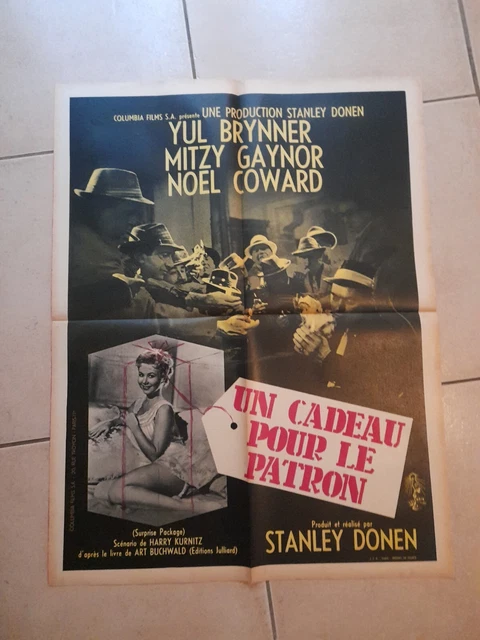 COLUMBIA FILMS S.A. présente UNE PRODUCTION STANLEY DONEN
YUL BRYNNER
MITZY GAYNOR
NOËL COWARD
UN CADEAU
POUR LE
PATRON
(Surprise Package)
Scénario de HARRY KURNITZ
d'après le livre de ART BUCHWALD (Editions Julliard)
Produit et réalisé par
STANLEY DONEN